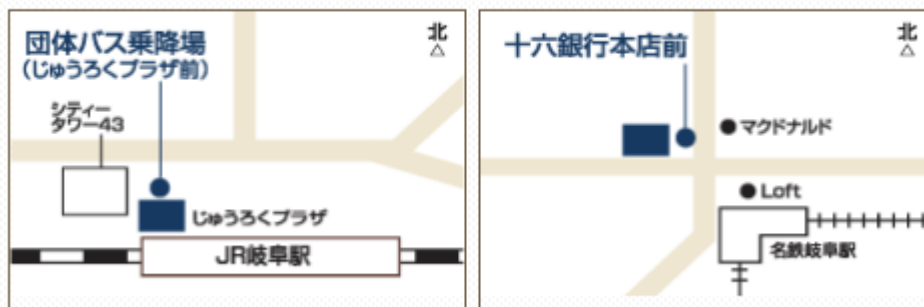 団体バス乗降場
(じゅうろくプラザ前)
北
シティー
タワー43
じゅうろくプラザ
JR岐阜駅
十六銀行本店前
北
マクドナルド
Loft
名鉄岐阜駅